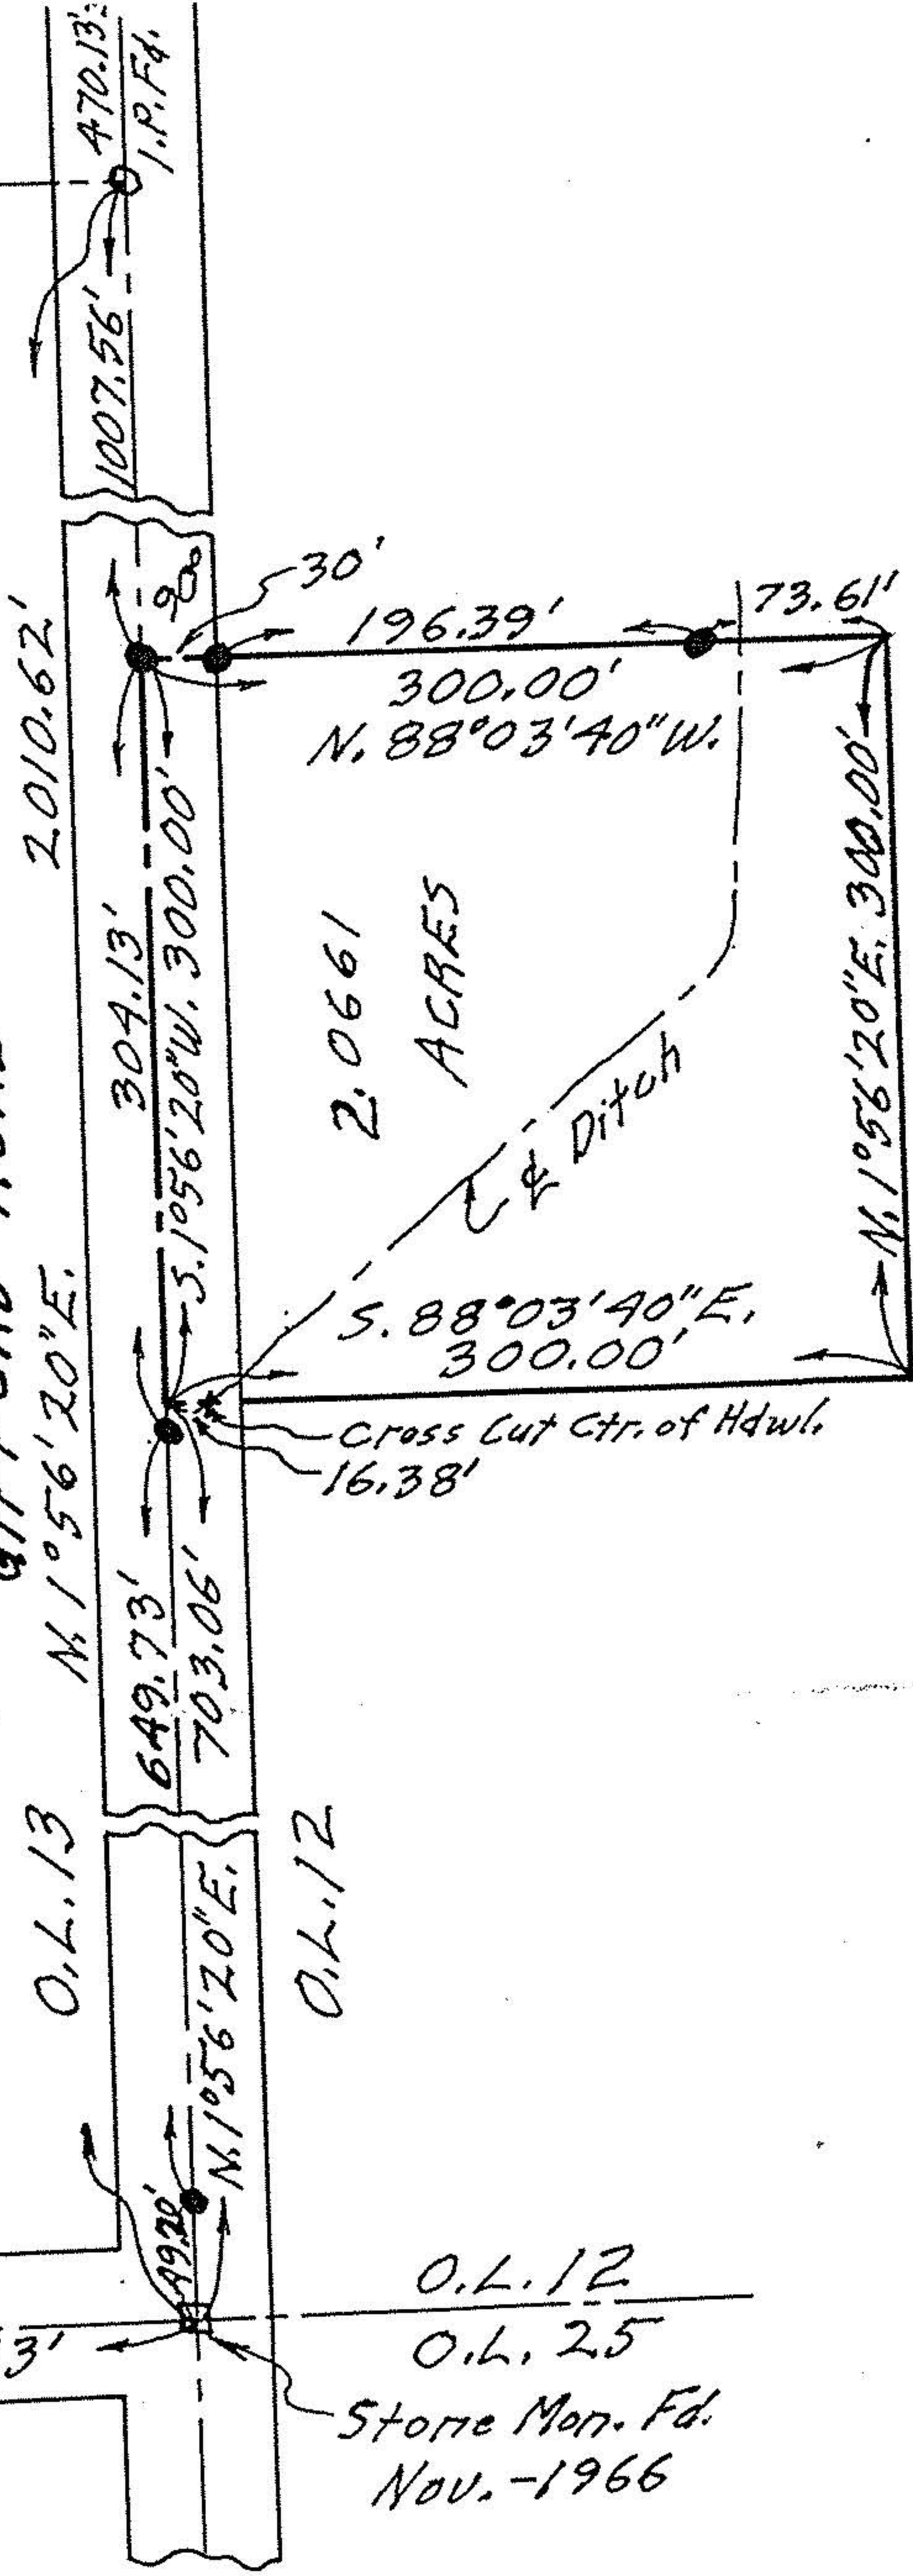 470.13'
I.P. Fd.
1007.56'
2010.62'
N. 1°56'20"E.
304.13'
S. 1°56'20"W. 300.00'
90°
30'
196.39'
300.00'
N. 88°03'40"W.
73.61'
2.0661
ACRES
℄ Ditch
N. 1°56'20"E. 300.00'
S. 88°03'40"E.
300.00'
Cross Cut Ctr. of Hdwl.
16.38'
649.73'
703.06'
O.L. 13
N. 1°56'20"E.
O.L. 12
49.20'
3'
O.L. 12
O.L. 25
Stone Mon. Fd.
Nov. - 1966